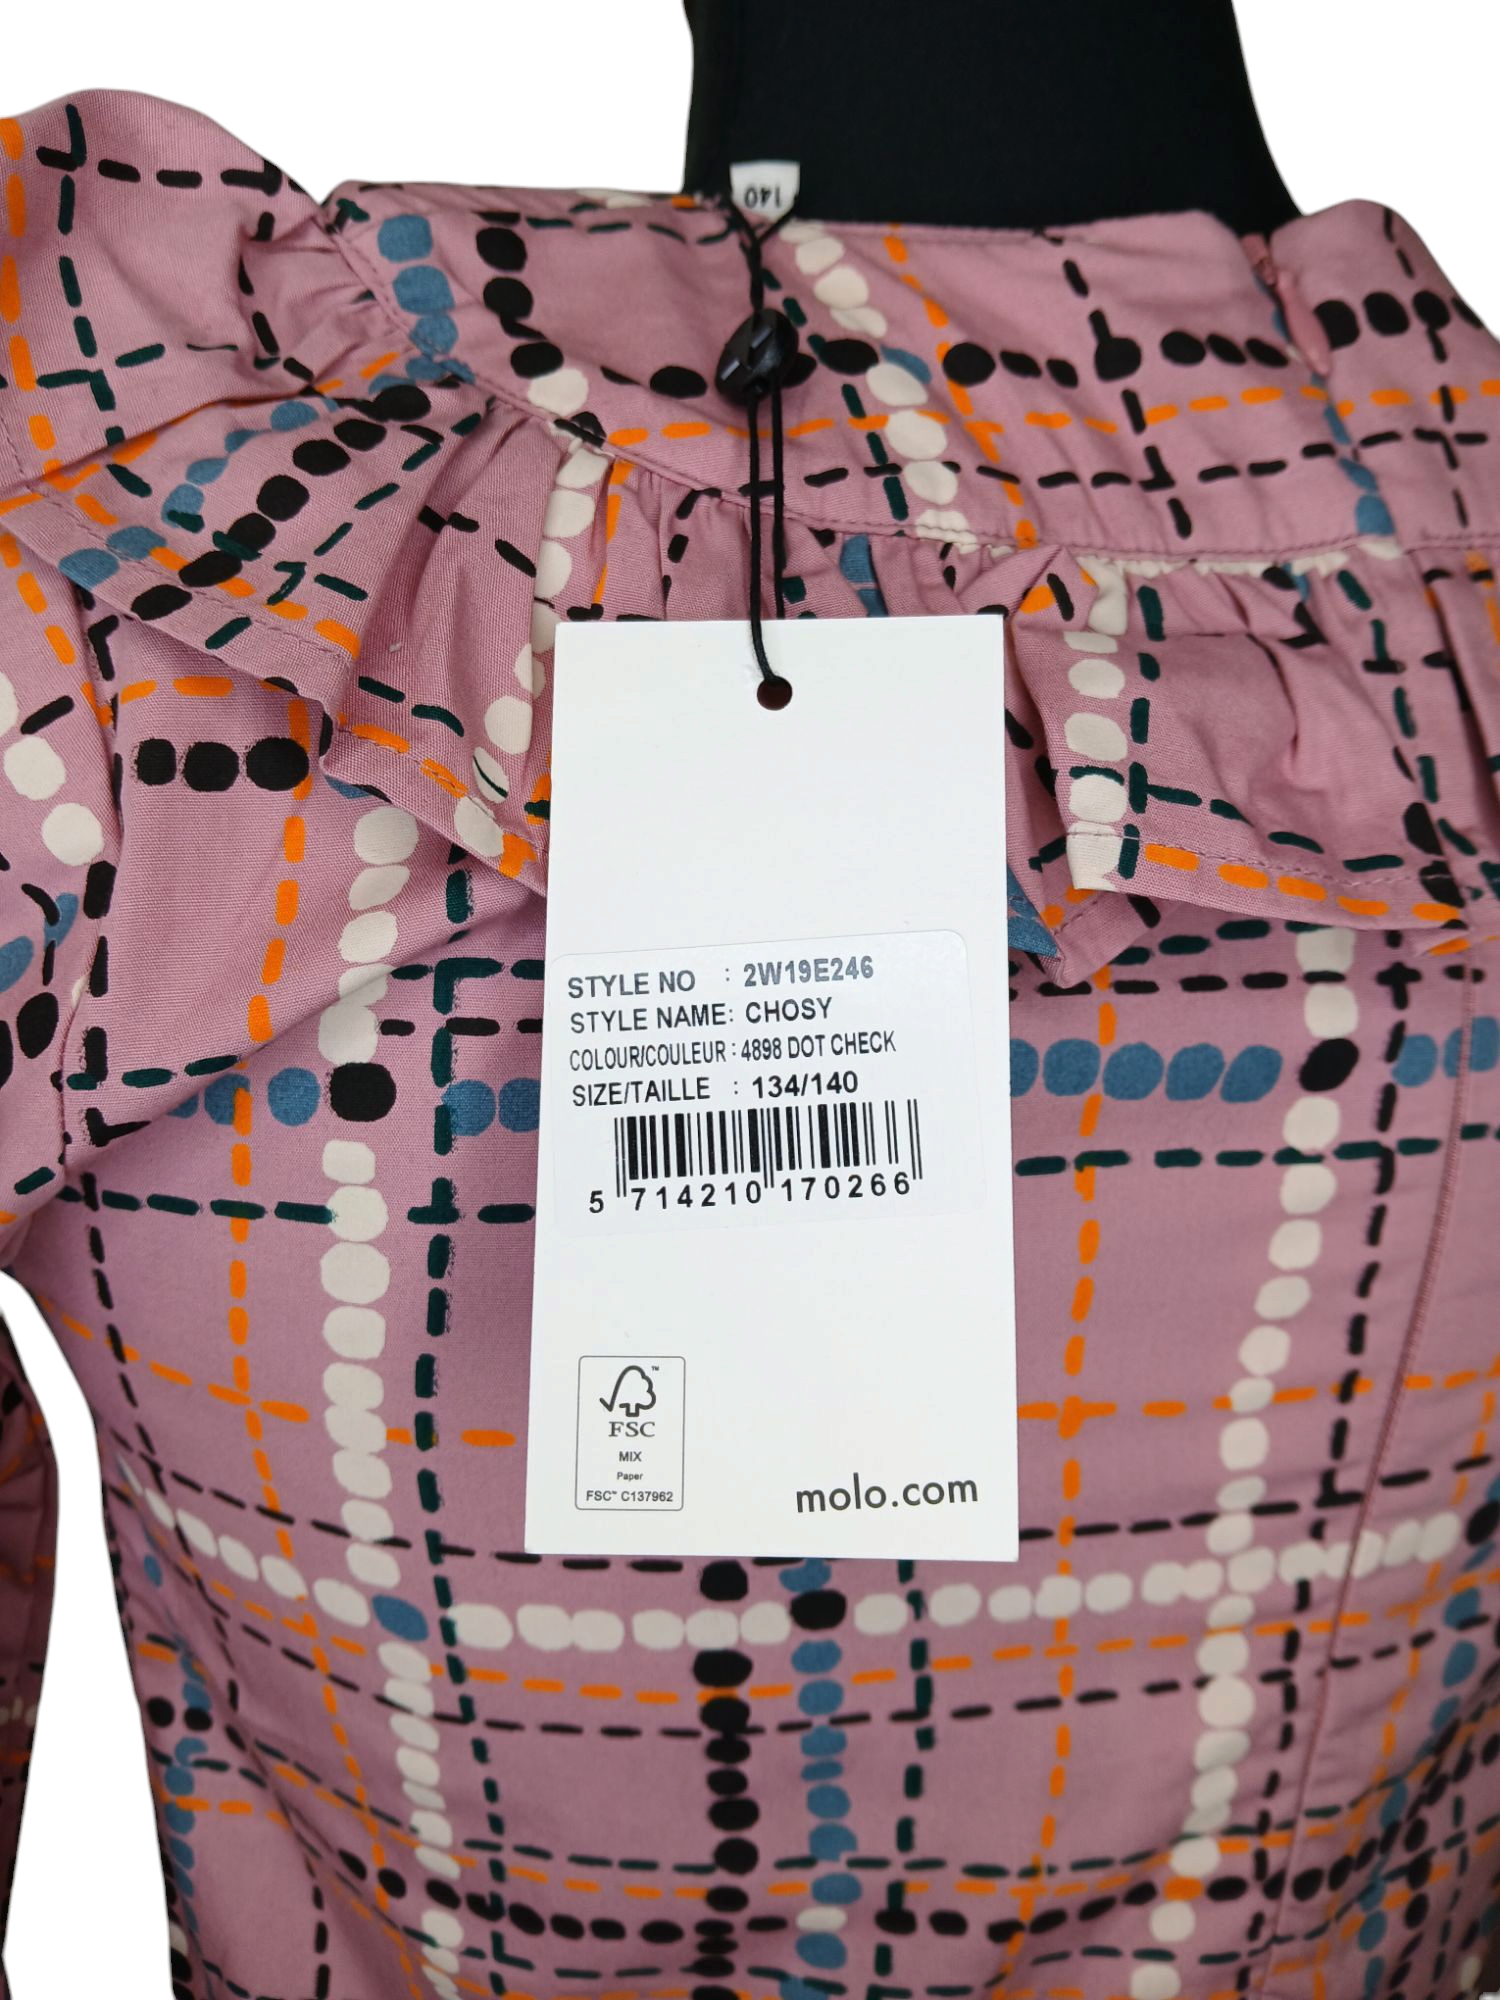 140
STYLE NO : 2W19E246
STYLE NAME: CHOSY
COLOUR/COULEUR : 4898 DOT CHECK
SIZE/TAILLE : 134/140
5 714210 170266
FSC™
MIX
Paper
FSC™ C137962
molo.com